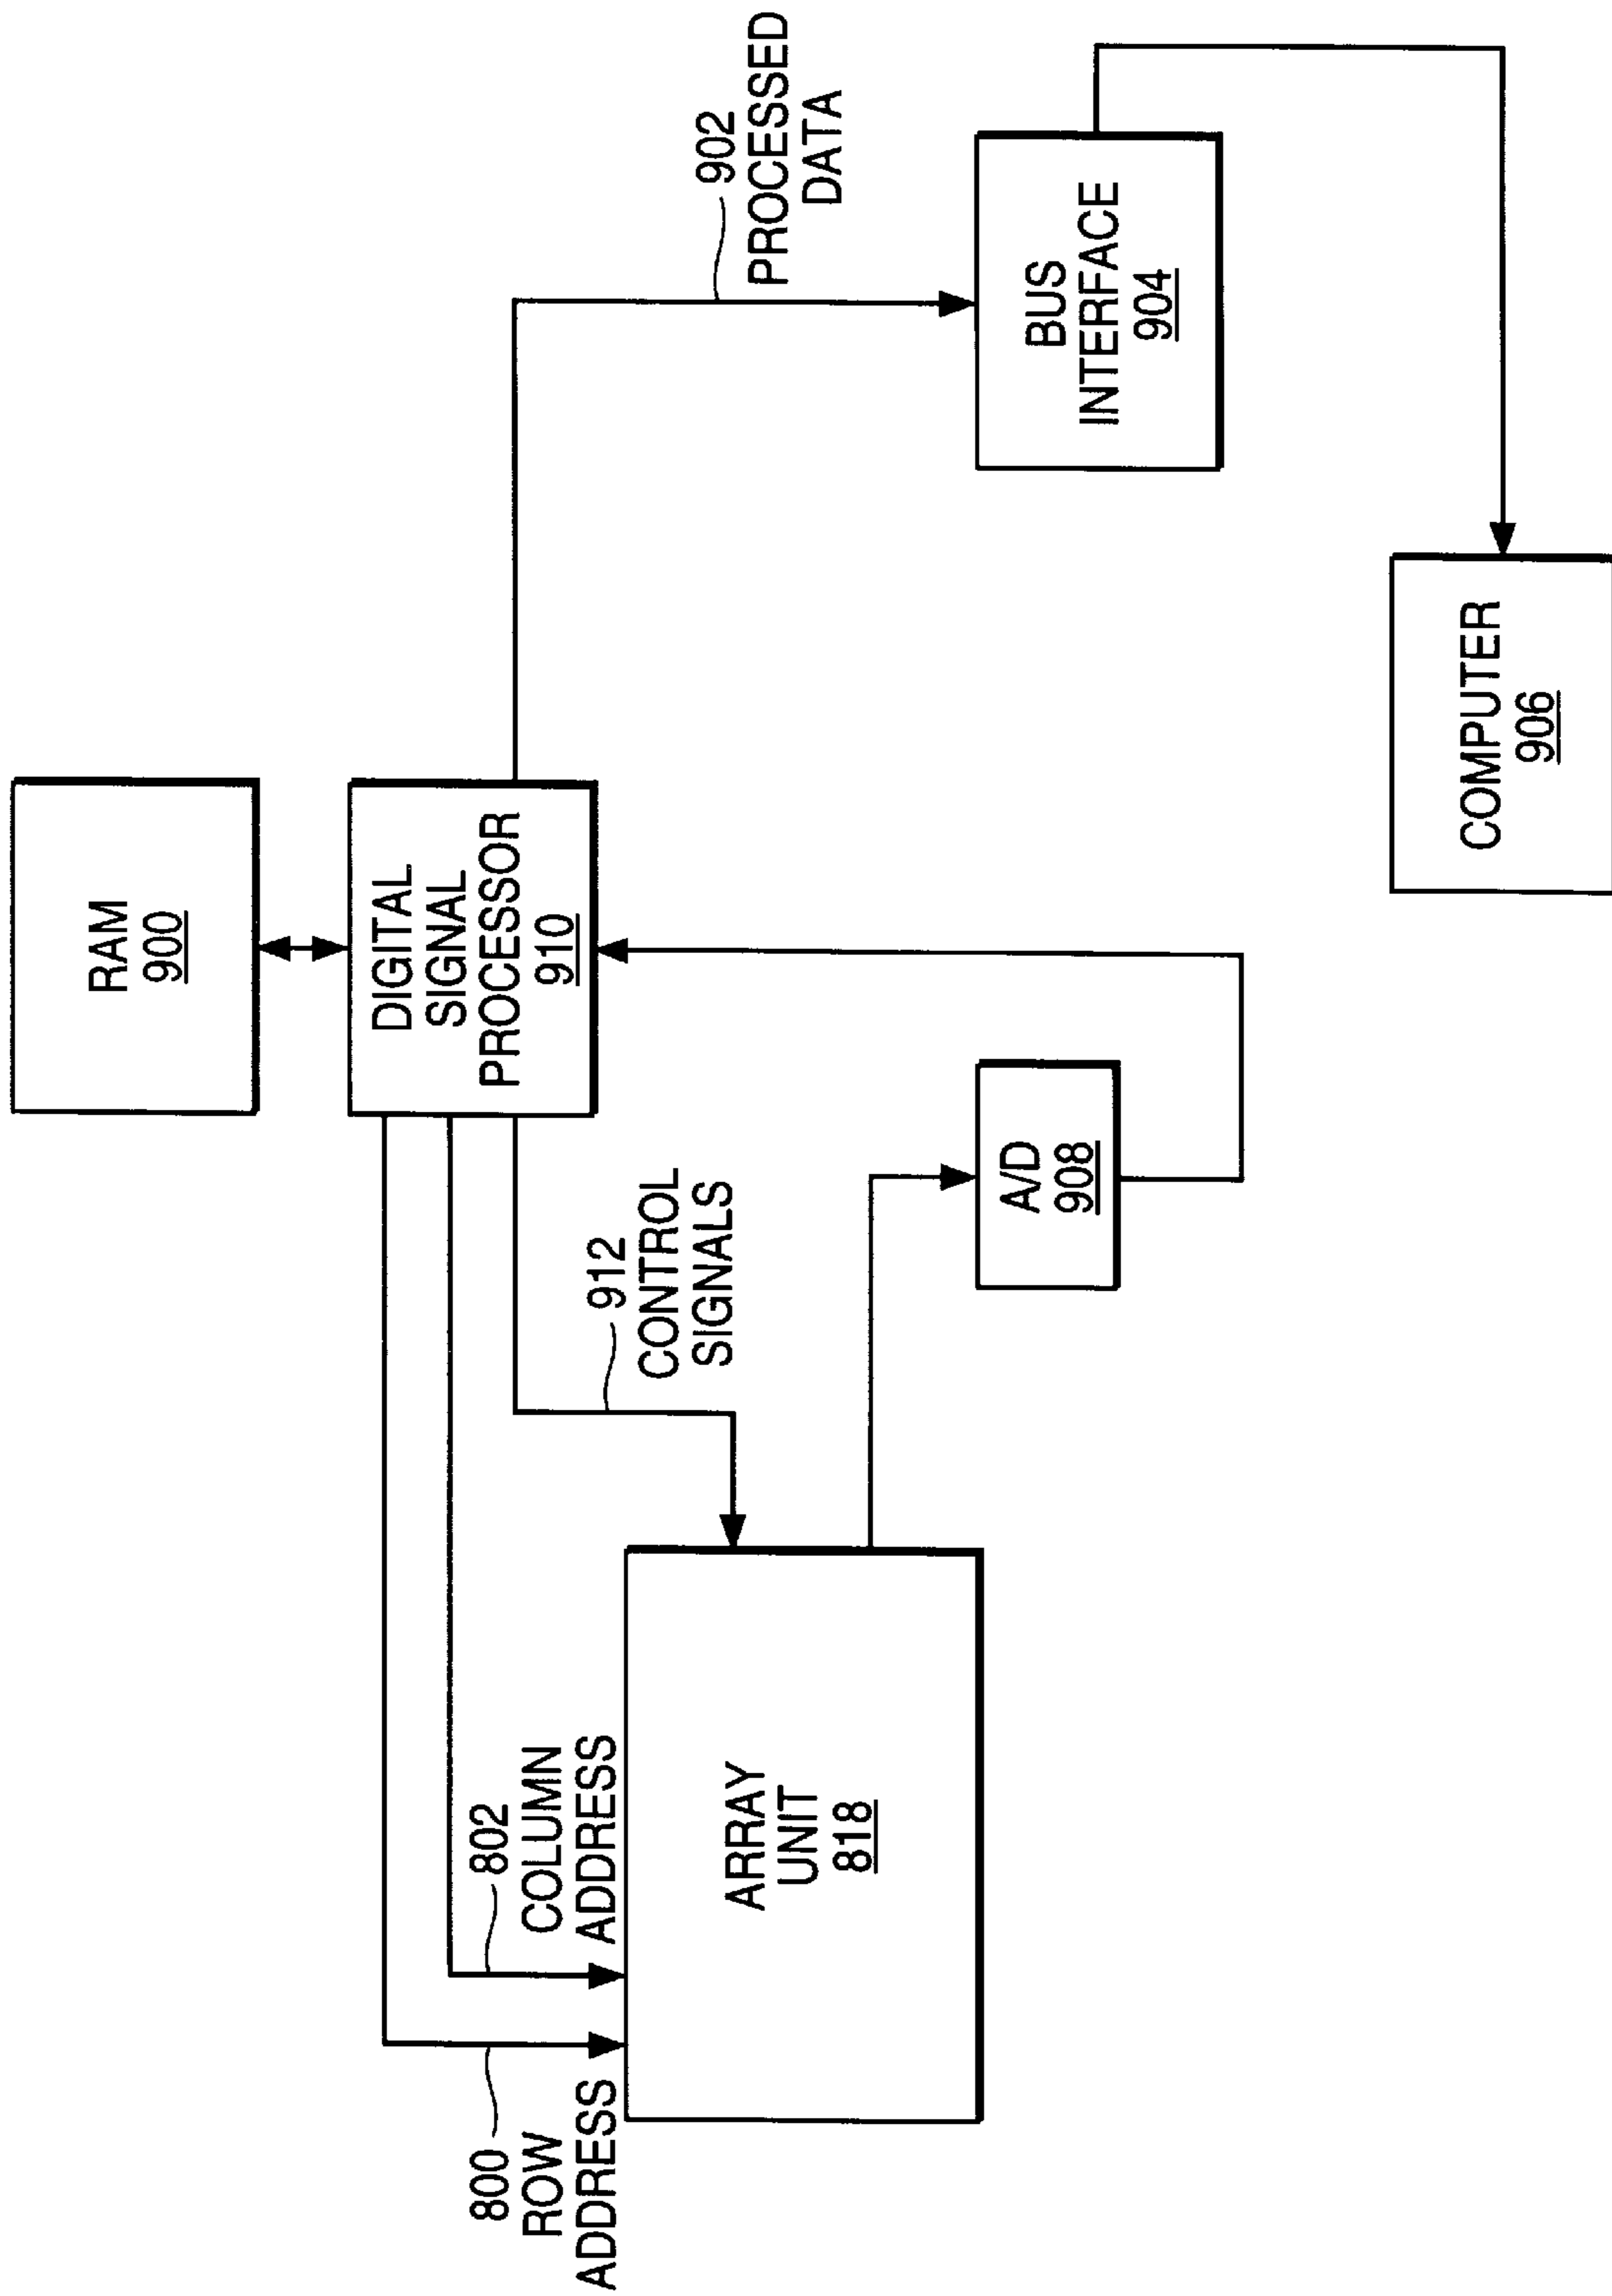 RAM
900
DIGITAL
SIGNAL
PROCESSOR
910
800
ROW
ADDRESS
802
COLUMN
ADDRESS
912
CONTROL
SIGNALS
902
PROCESSED
DATA
ARRAY
UNIT
818
A/D
908
BUS
INTERFACE
904
COMPUTER
906